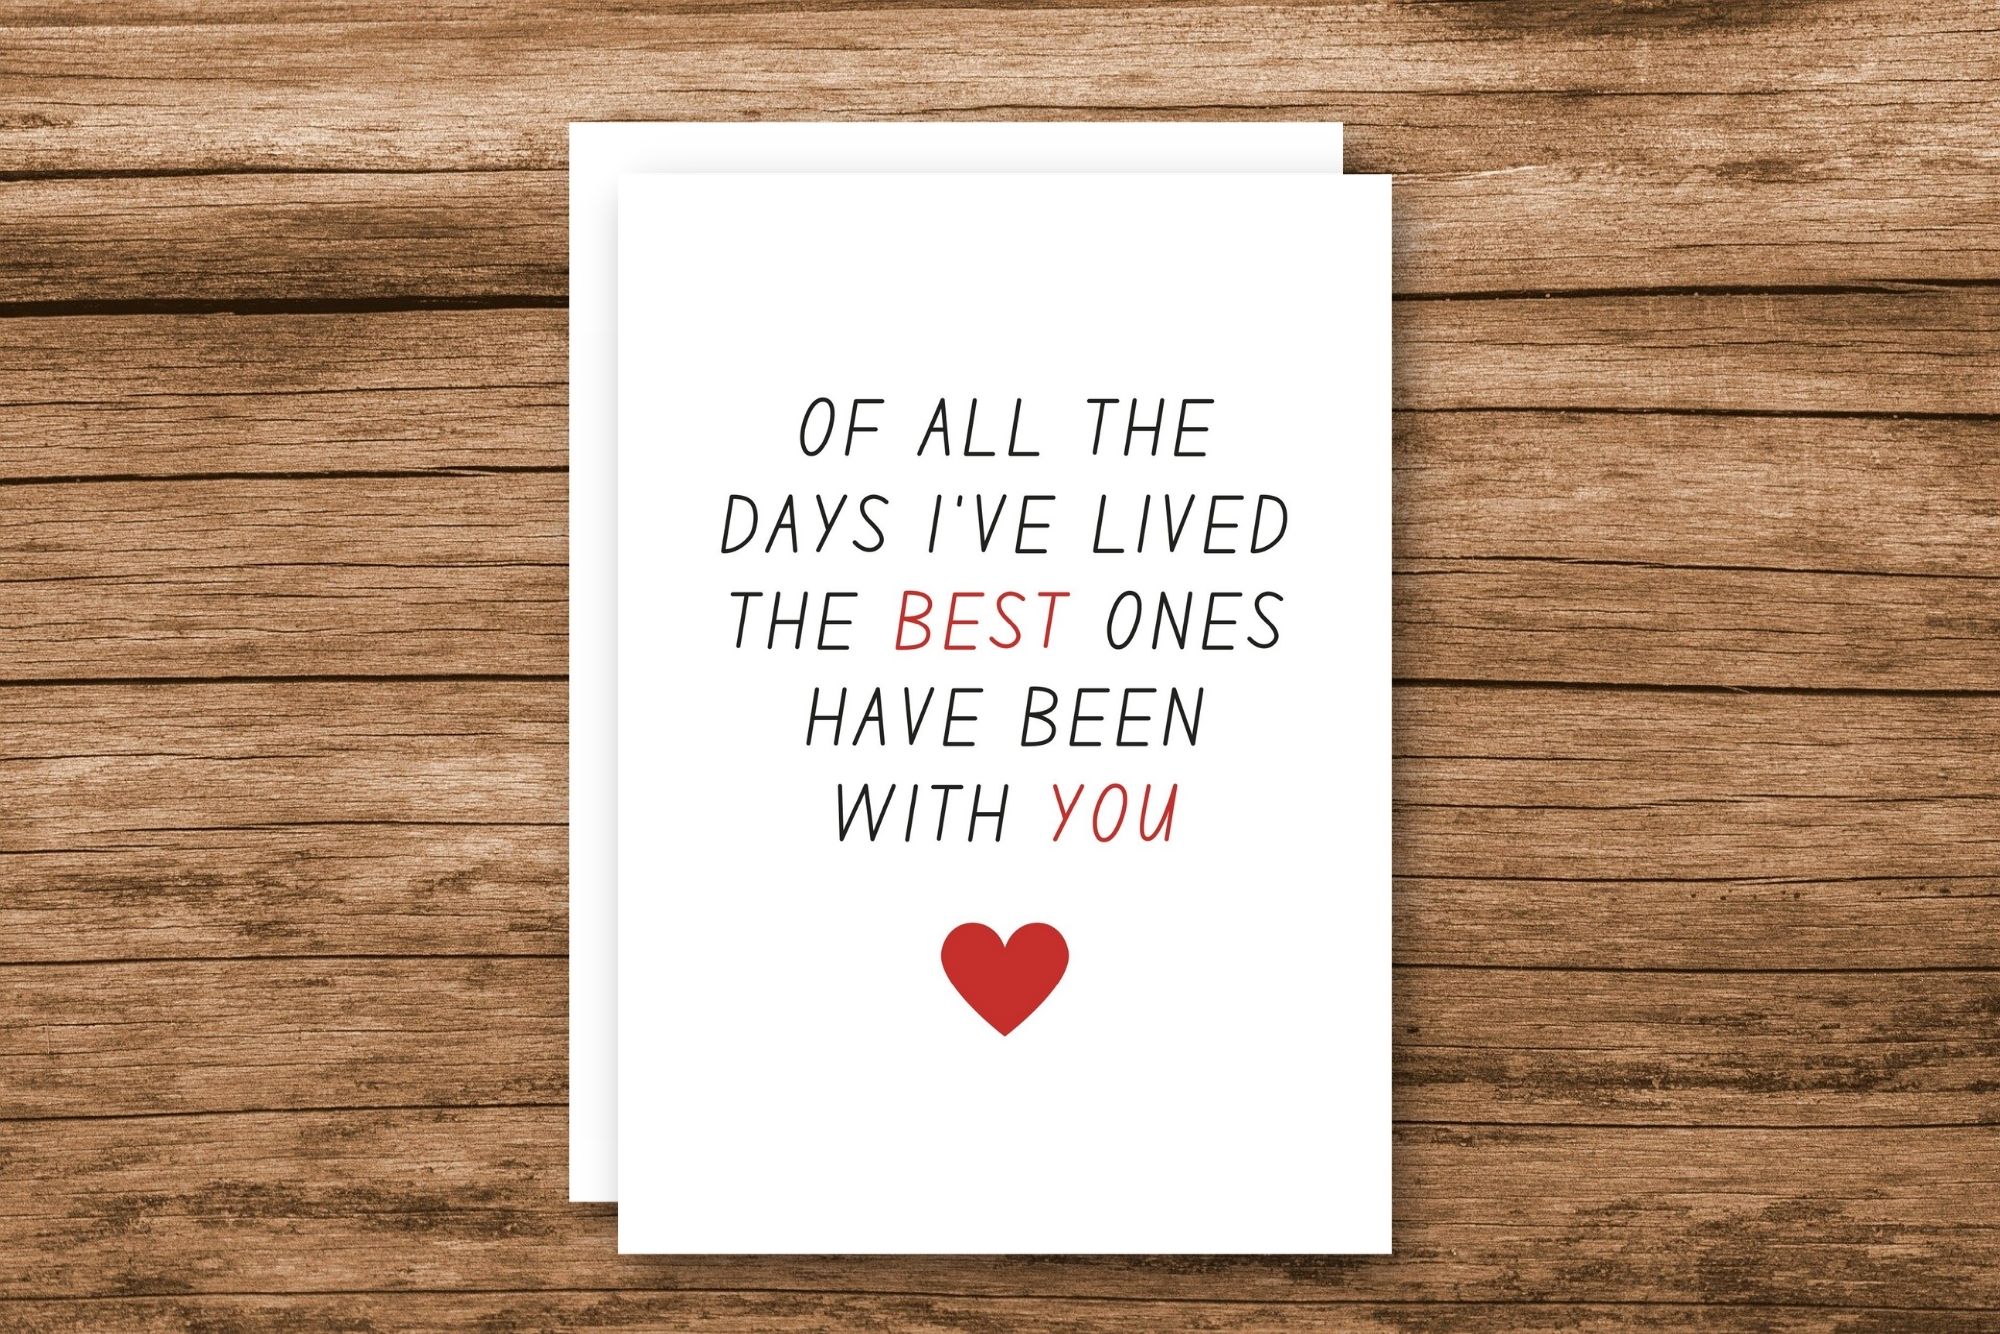 OF ALL THE
DAYS I'VE LIVED
THE BEST ONES
HAVE BEEN
WITH YOU